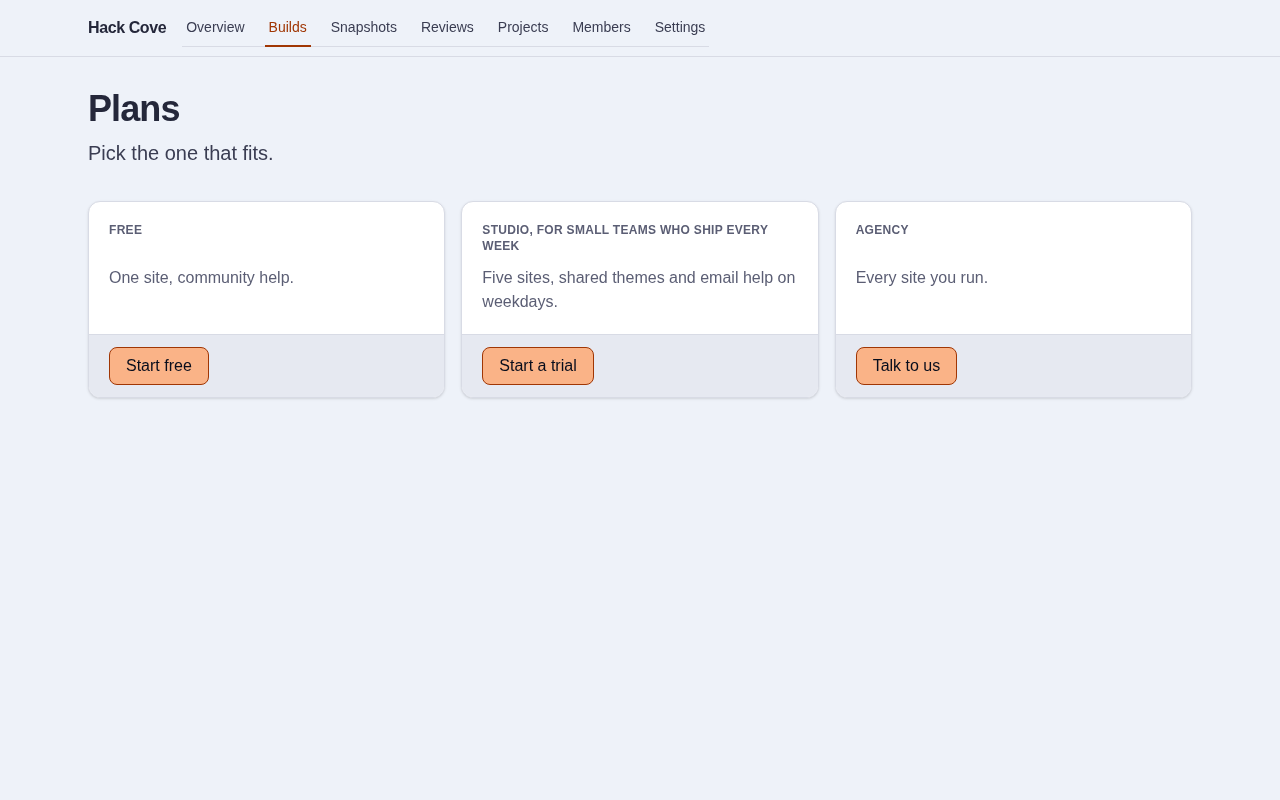 Hack Cove Overview Builds Snapshots Reviews Projects Members Settings
Plans
Pick the one that fits.
FREE
One site, community help.
Start free
STUDIO, FOR SMALL TEAMS WHO SHIP EVERY
WEEK
Five sites, shared themes and email help on
weekdays.
Start a trial
AGENCY
Every site you run.
Talk to us